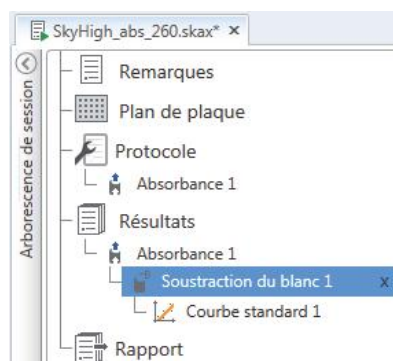 SkyHigh_abs_260.skax* ×
Arborescence de session
Remarques
Plan de plaque
Protocole
Absorbance 1
Résultats
Absorbance 1
Soustraction du blanc 1 x
Courbe standard 1
Rapport